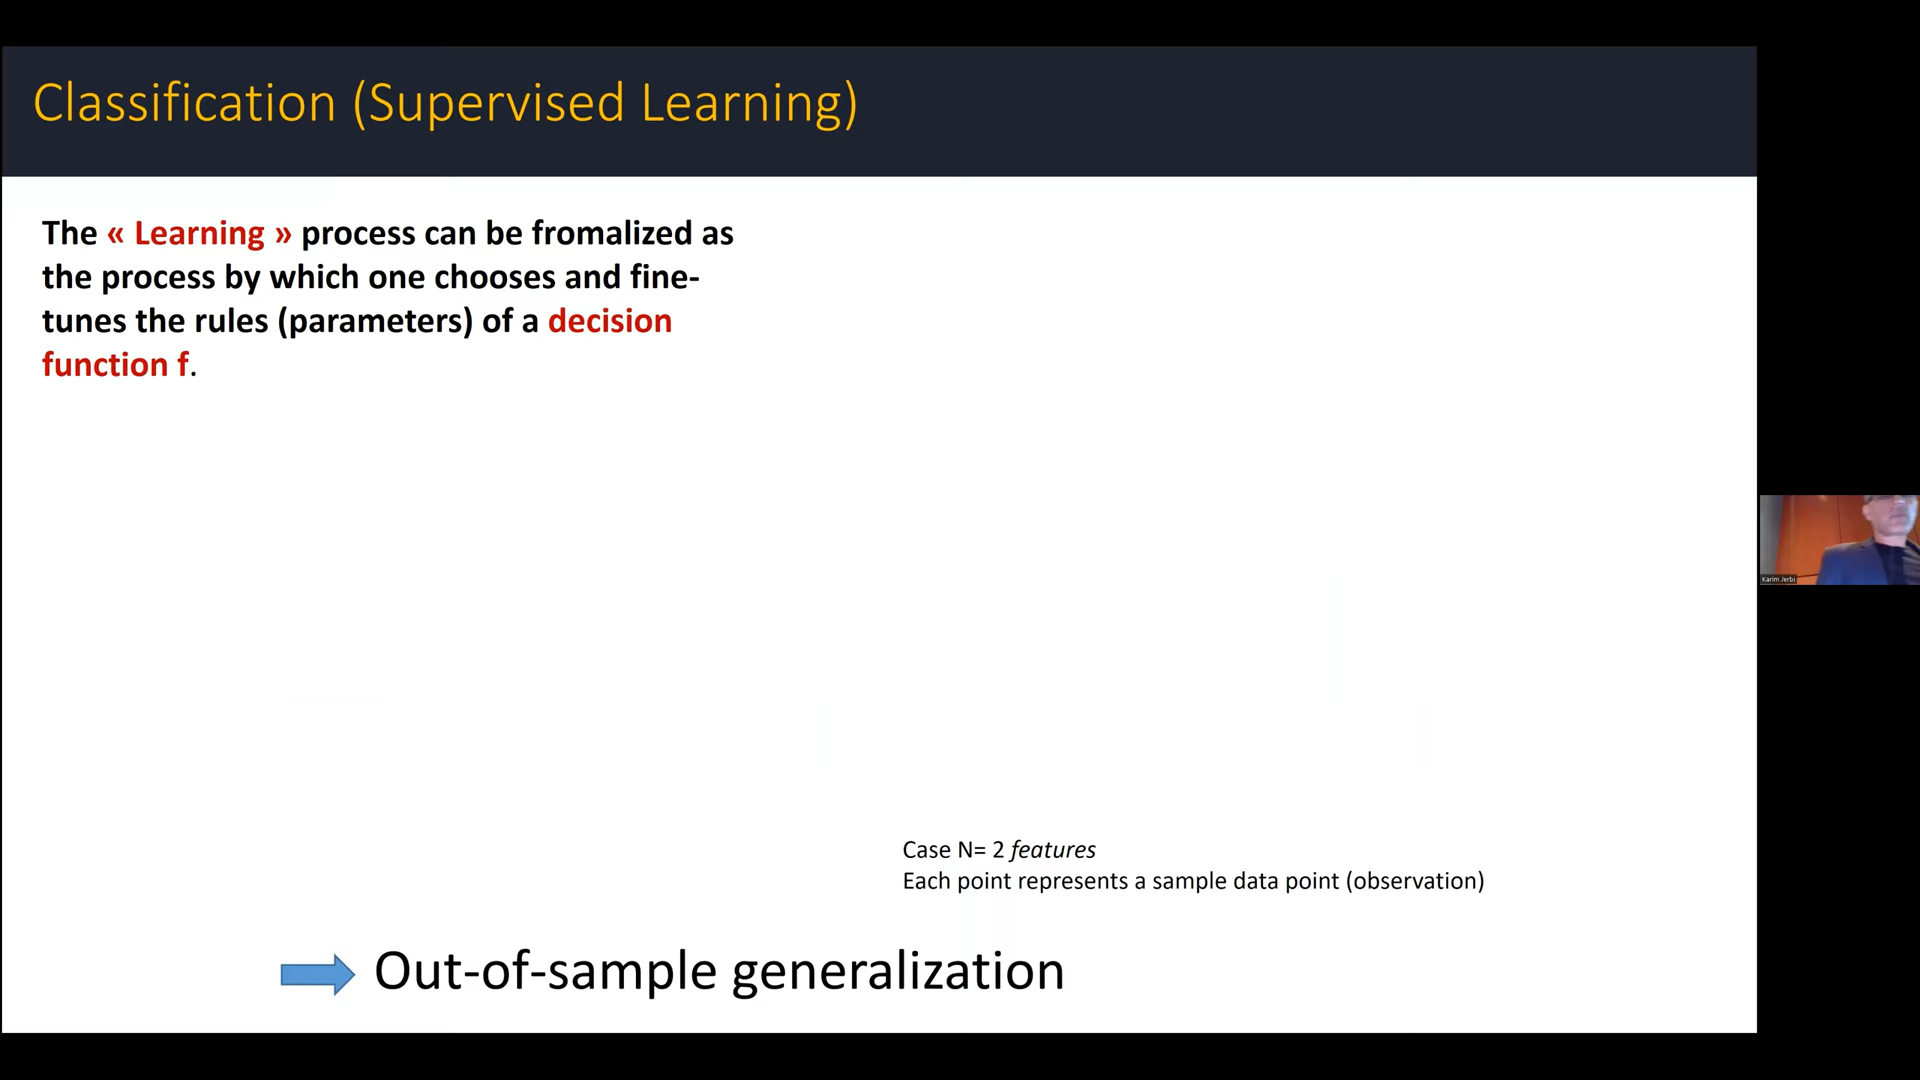 Classification (Supervised Learning)
The « Learning » process can be fromalized as
the process by which one chooses and fine-
tunes the rules (parameters) of a decision
function f.
Case N= 2 features
Each point represents a sample data point (observation)
Out-of-sample generalization
Karim Jerbi